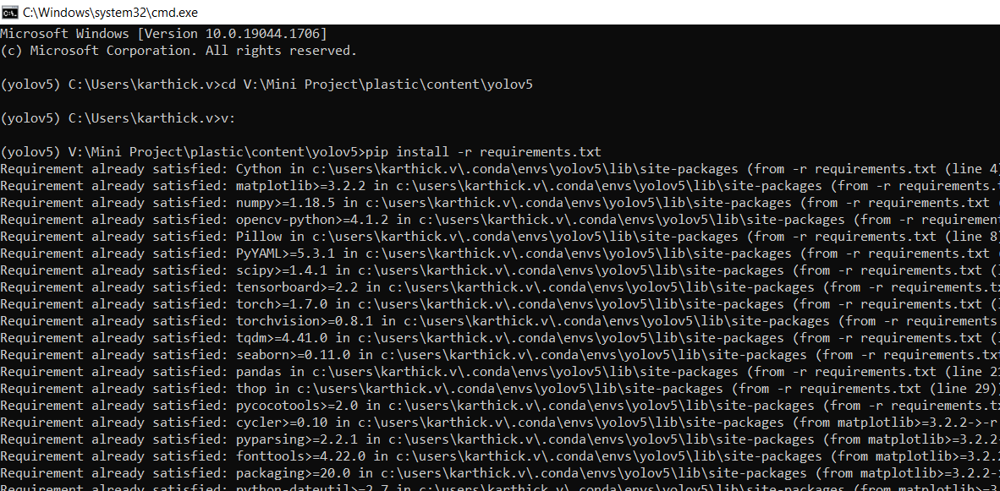 C:\Windows\system32\cmd.exe
Microsoft Windows [Version 10.0.19044.1706]
(c) Microsoft Corporation. All rights reserved.
(yolov5) C:\Users\karthick.v>cd V:\Mini Project\plastic\content\yolov5
(yolov5) C:\Users\karthick.v>v:
(yolov5) V:\Mini Project\plastic\content\yolov5>pip install -r requirements.txt
Requirement already satisfied: Cython in c:\users\karthick.v\.conda\envs\yolov5\lib\site-packages (from -r requirements.txt (line 4)
Requirement already satisfied: matplotlib>=3.2.2 in c:\users\karthick.v\.conda\envs\yolov5\lib\site-packages (from -r requirements.
Requirement already satisfied: numpy>=1.18.5 in c:\users\karthick.v\.conda\envs\yolov5\lib\site-packages (from -r requirements.txt (
Requirement already satisfied: opencv-python>=4.1.2 in c:\users\karthick.v\.conda\envs\yolov5\lib\site-packages (from -r requiremen
Requirement already satisfied: Pillow in c:\users\karthick.v\.conda\envs\yolov5\lib\site-packages (from -r requirements.txt (line 8)
Requirement already satisfied: PyYAML>=5.3.1 in c:\users\karthick.v\.conda\envs\yolov5\lib\site-packages (from -r requirements.txt (
Requirement already satisfied: scipy>=1.4.1 in c:\users\karthick.v\.conda\envs\yolov5\lib\site-packages (from -r requirements.txt (
Requirement already satisfied: tensorboard>=2.2 in c:\users\karthick.v\.conda\envs\yolov5\lib\site-packages (from -r requirements.t
Requirement already satisfied: torch>=1.7.0 in c:\users\karthick.v\.conda\envs\yolov5\lib\site-packages (from -r requirements.txt (
Requirement already satisfied: torchvision>=0.8.1 in c:\users\karthick.v\.conda\envs\yolov5\lib\site-packages (from -r requirements
Requirement already satisfied: tqdm>=4.41.0 in c:\users\karthick.v\.conda\envs\yolov5\lib\site-packages (from -r requirements.txt (
Requirement already satisfied: seaborn>=0.11.0 in c:\users\karthick.v\.conda\envs\yolov5\lib\site-packages (from -r requirements.tx
Requirement already satisfied: pandas in c:\users\karthick.v\.conda\envs\yolov5\lib\site-packages (from -r requirements.txt (line 21
Requirement already satisfied: thop in c:\users\karthick.v\.conda\envs\yolov5\lib\site-packages (from -r requirements.txt (line 29))
Requirement already satisfied: pycocotools>=2.0 in c:\users\karthick.v\.conda\envs\yolov5\lib\site-packages (from -r requirements.t
Requirement already satisfied: cycler>=0.10 in c:\users\karthick.v\.conda\envs\yolov5\lib\site-packages (from matplotlib>=3.2.2->-r
Requirement already satisfied: pyparsing>=2.2.1 in c:\users\karthick.v\.conda\envs\yolov5\lib\site-packages (from matplotlib>=3.2.2-
Requirement already satisfied: fonttools>=4.22.0 in c:\users\karthick.v\.conda\envs\yolov5\lib\site-packages (from matplotlib>=3.2.
Requirement already satisfied: packaging>=20.0 in c:\users\karthick.v\.conda\envs\yolov5\lib\site-packages (from matplotlib>=3.2.2-
Requirement already satisfied: python-dateutil>=2.7 in c:\users\karthick.v\.conda\envs\yolov5\lib\site-packages (from matplotlib>=3